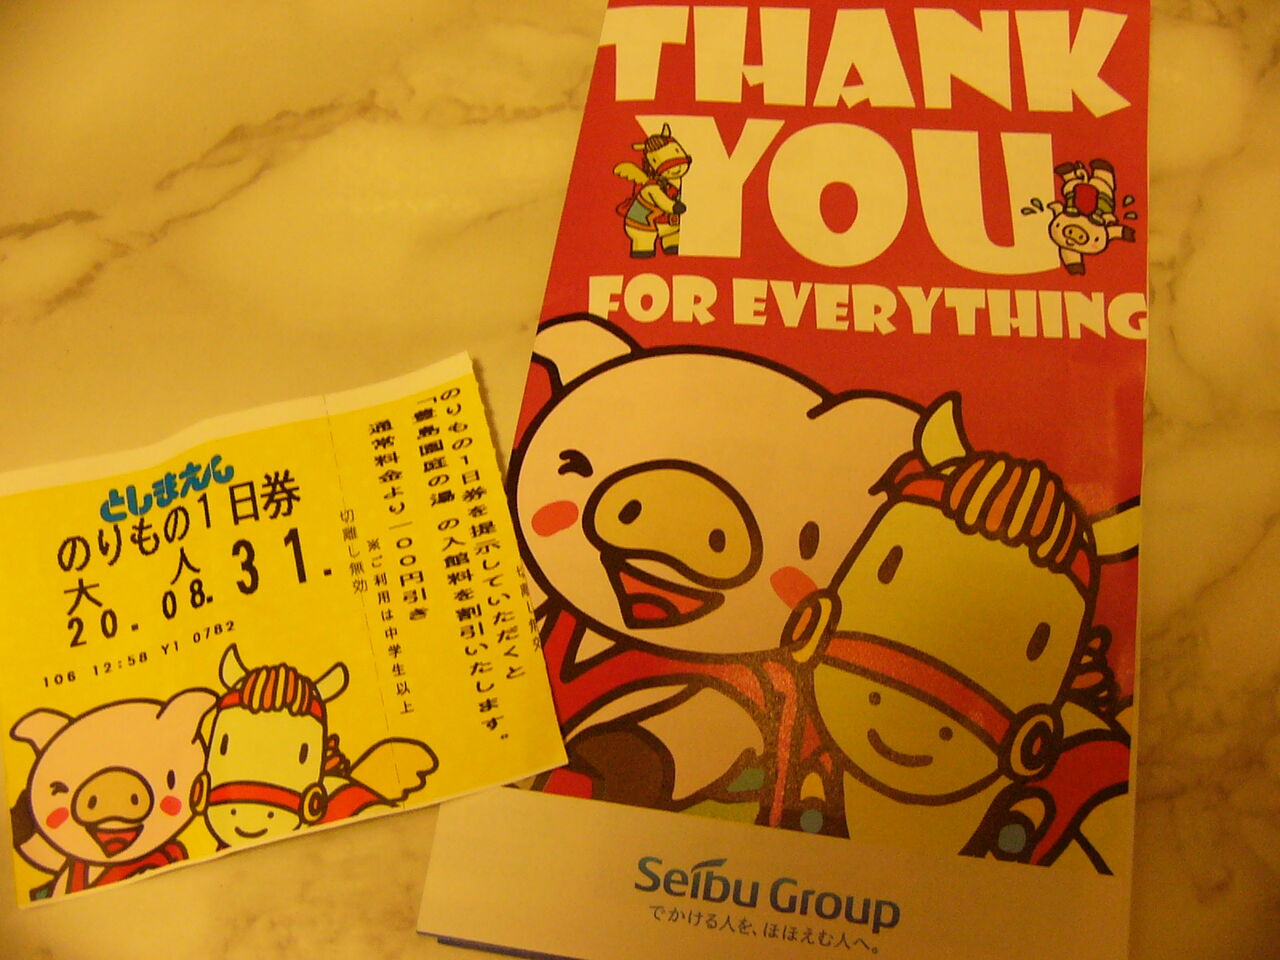 THANK
YOU
FOR EVERYTHING
Seibu Group
でかける人を、ほほえむ人へ。
としまえん
のりもの1日券
大人
20.08.31.
106 12:58 Y1 0782
切離し無効
のりもの1日券を提示していただくと
「豊島園庭の湯」の入館料を割引いたします。
通常料金より100円引き
※ご利用は中学生以上
切離し無効